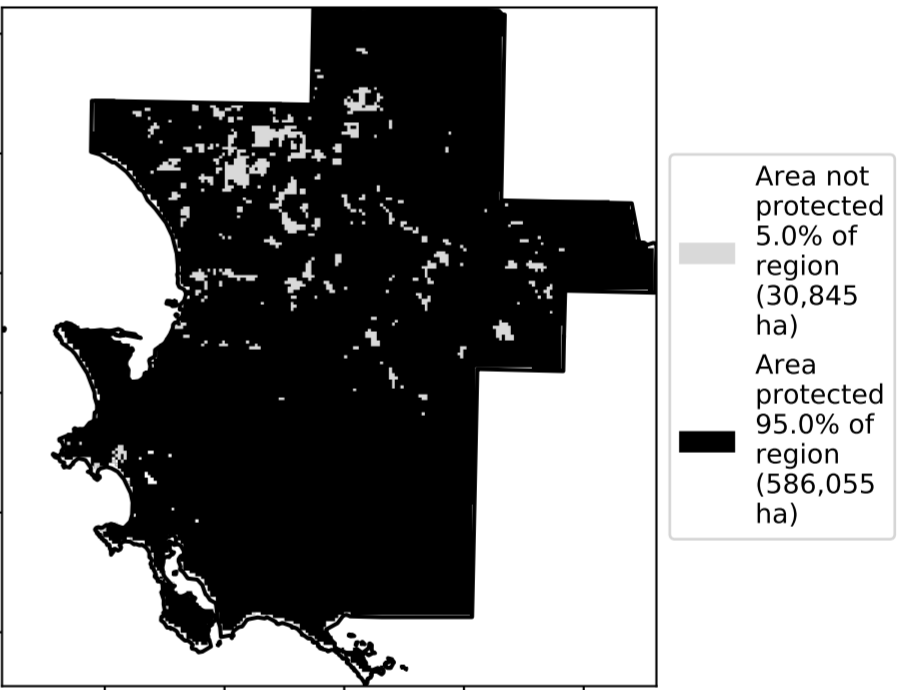 Area not
protected
5.0% of
region
(30,845
ha)
Area
protected
95.0% of
region
(586,055
ha)